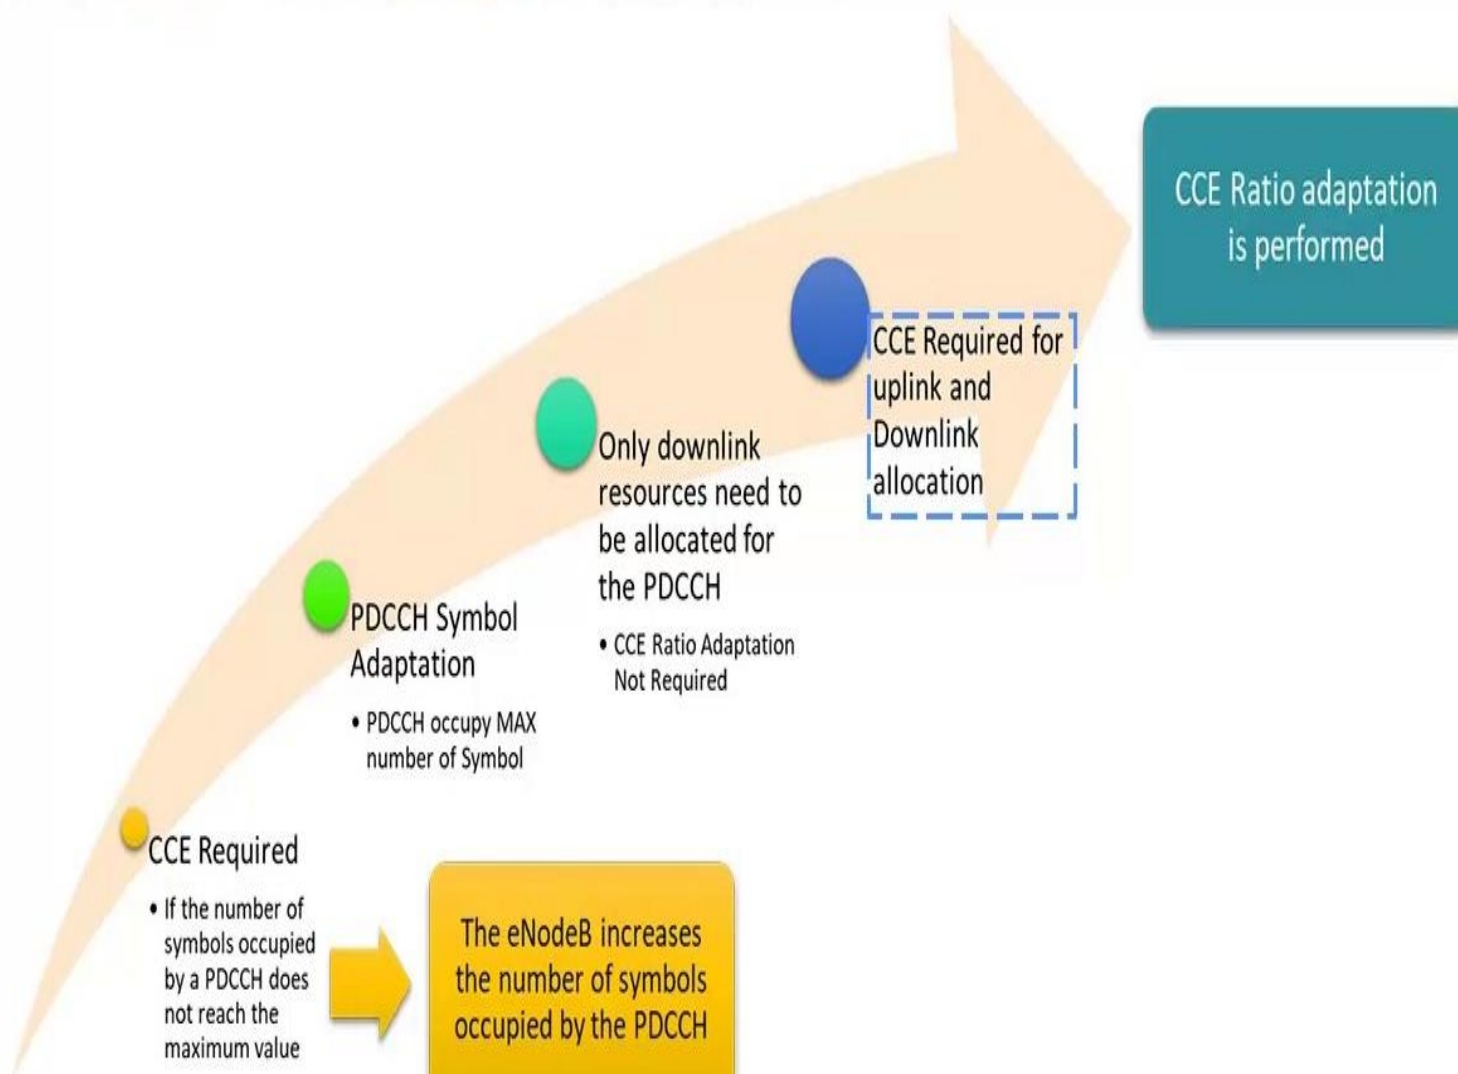 CCE Ratio adaptation
is performed
CCE Required for
uplink and
Downlink
allocation
Only downlink
resources need to
be allocated for
the PDCCH
• CCE Ratio Adaptation
Not Required
PDCCH Symbol
Adaptation
• PDCCH occupy MAX
number of Symbol
CCE Required
• If the number of
symbols occupied
by a PDCCH does
not reach the
maximum value
The eNodeB increases
the number of symbols
occupied by the PDCCH